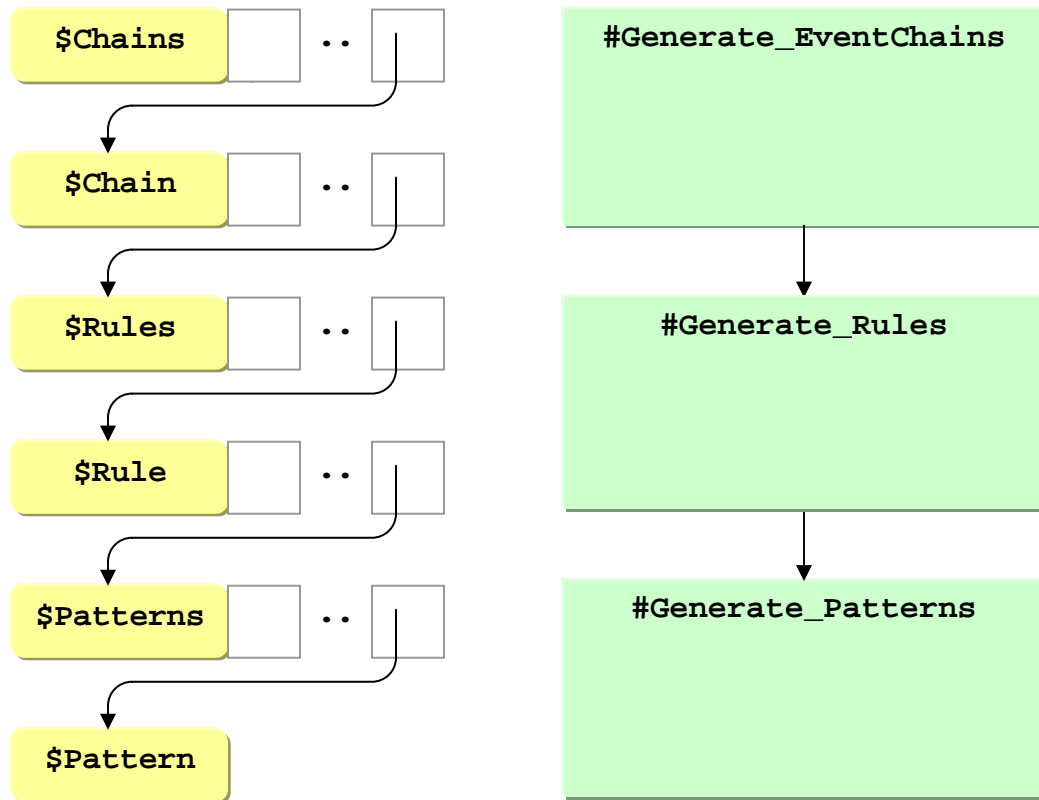 $Chains ..
$Chain ..
$Rules ..
$Rule ..
$Patterns ..
$Pattern
#Generate_EventChains
#Generate_Rules
#Generate_Patterns